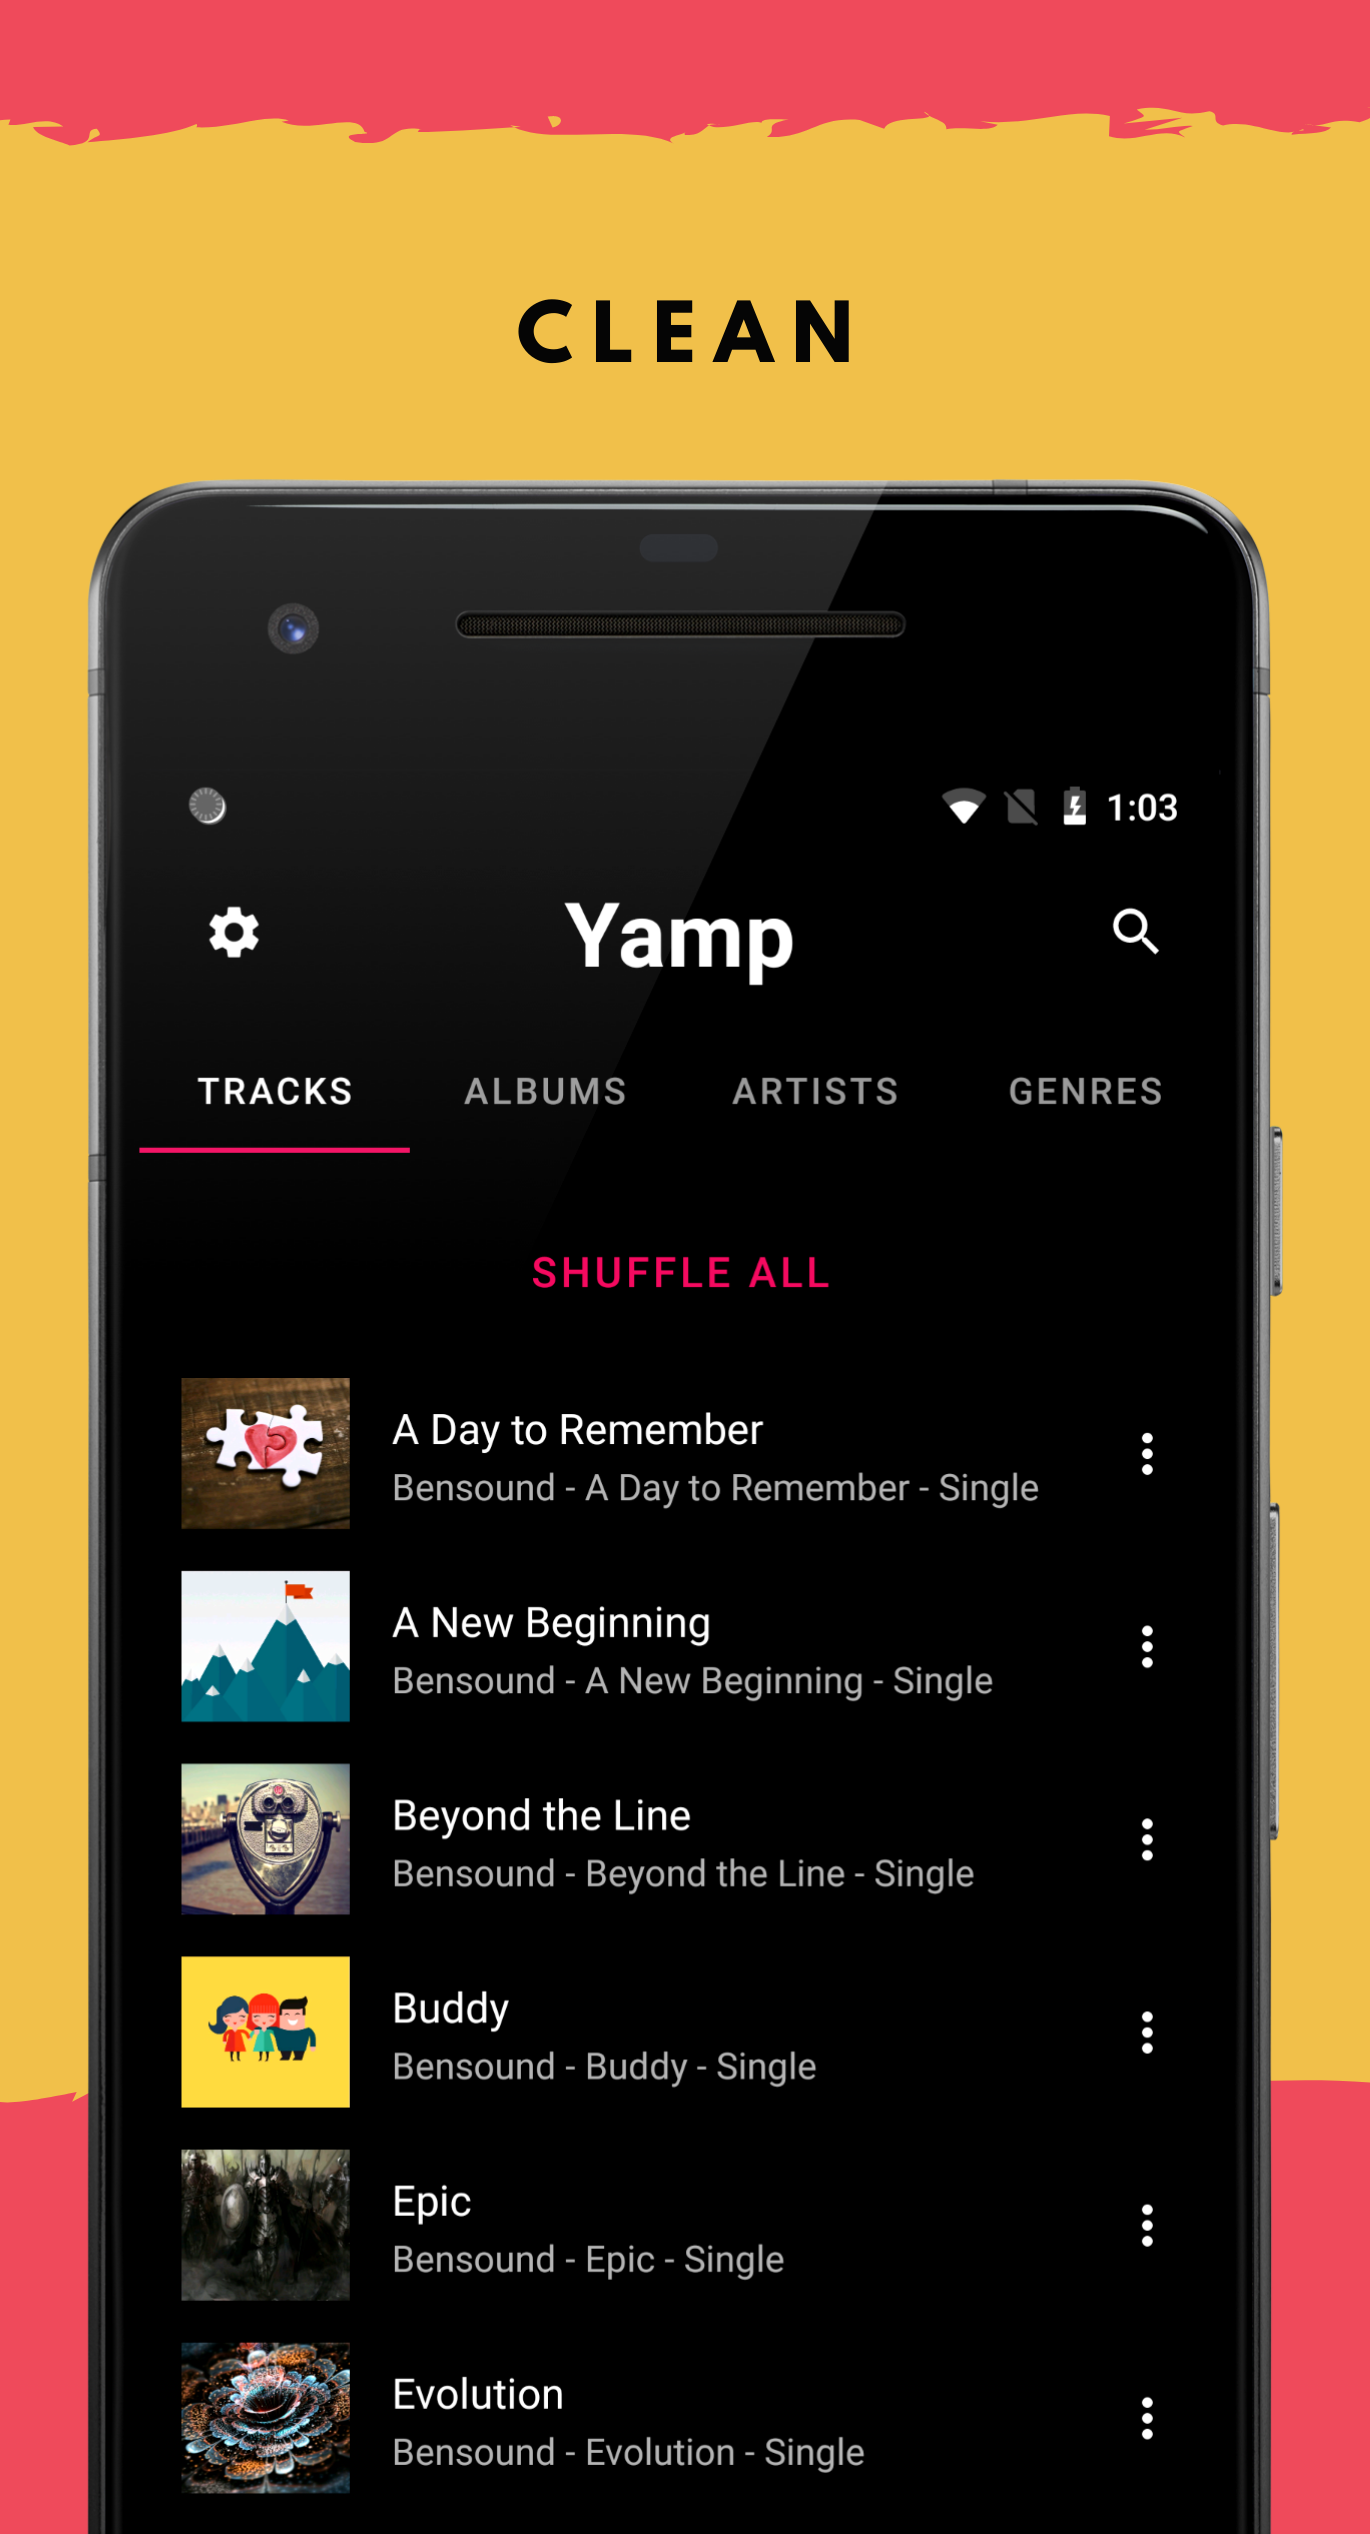 CLEAN
1:03
Yamp
TRACKS ALBUMS ARTISTS GENRES
SHUFFLE ALL
A Day to Remember
Bensound - A Day to Remember - Single
A New Beginning
Bensound - A New Beginning - Single
Beyond the Line
Bensound - Beyond the Line - Single
Buddy
Bensound - Buddy - Single
Epic
Bensound - Epic - Single
Evolution
Bensound - Evolution - Single